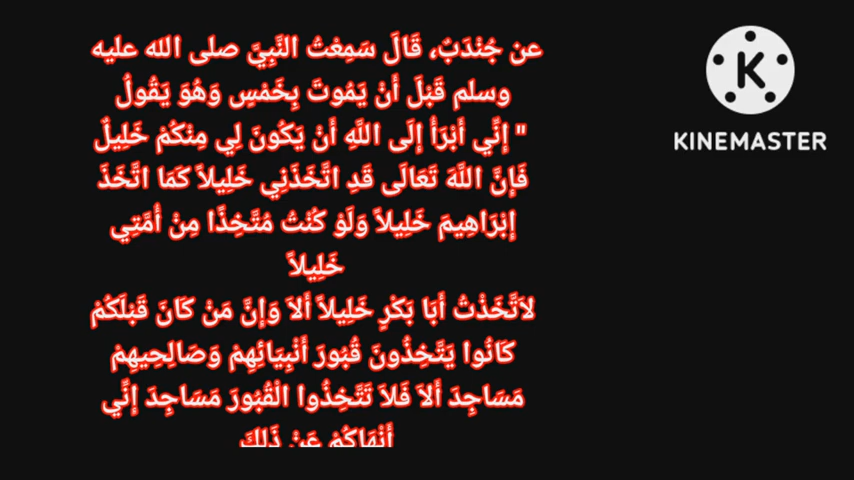 عن جُنْدَبٌ، قَالَ سَمِعْتُ النَّبِيَّ صلى الله عليه
وسلم قَبْلَ أَنْ يَمُوتَ بِخَمْسٍ وَهُوَ يَقُولُ
" إِنِّي أَبْرَأُ إِلَى اللَّهِ أَنْ يَكُونَ لِي مِنْكُمْ خَلِيلٌ
فَإِنَّ اللَّهَ تَعَالَى قَدِ اتَّخَذَنِي خَلِيلاً كَمَا اتَّخَذَ
إِبْرَاهِيمَ خَلِيلاً وَلَوْ كُنْتُ مُتَّخِذًا مِنْ أُمَّتِي
خَلِيلاً
لاَتَّخَذْتُ أَبَا بَكْرٍ خَلِيلاً أَلاَ وَإِنَّ مَنْ كَانَ قَبْلَكُمْ
كَانُوا يَتَّخِذُونَ قُبُورَ أَنْبِيَائِهِمْ وَصَالِحِيهِمْ
مَسَاجِدَ أَلاَ فَلاَ تَتَّخِذُوا الْقُبُورَ مَسَاجِدَ إِنِّي
أَنْهَاكُمْ عَنْ ذَلِكَ
K
KINEMASTER